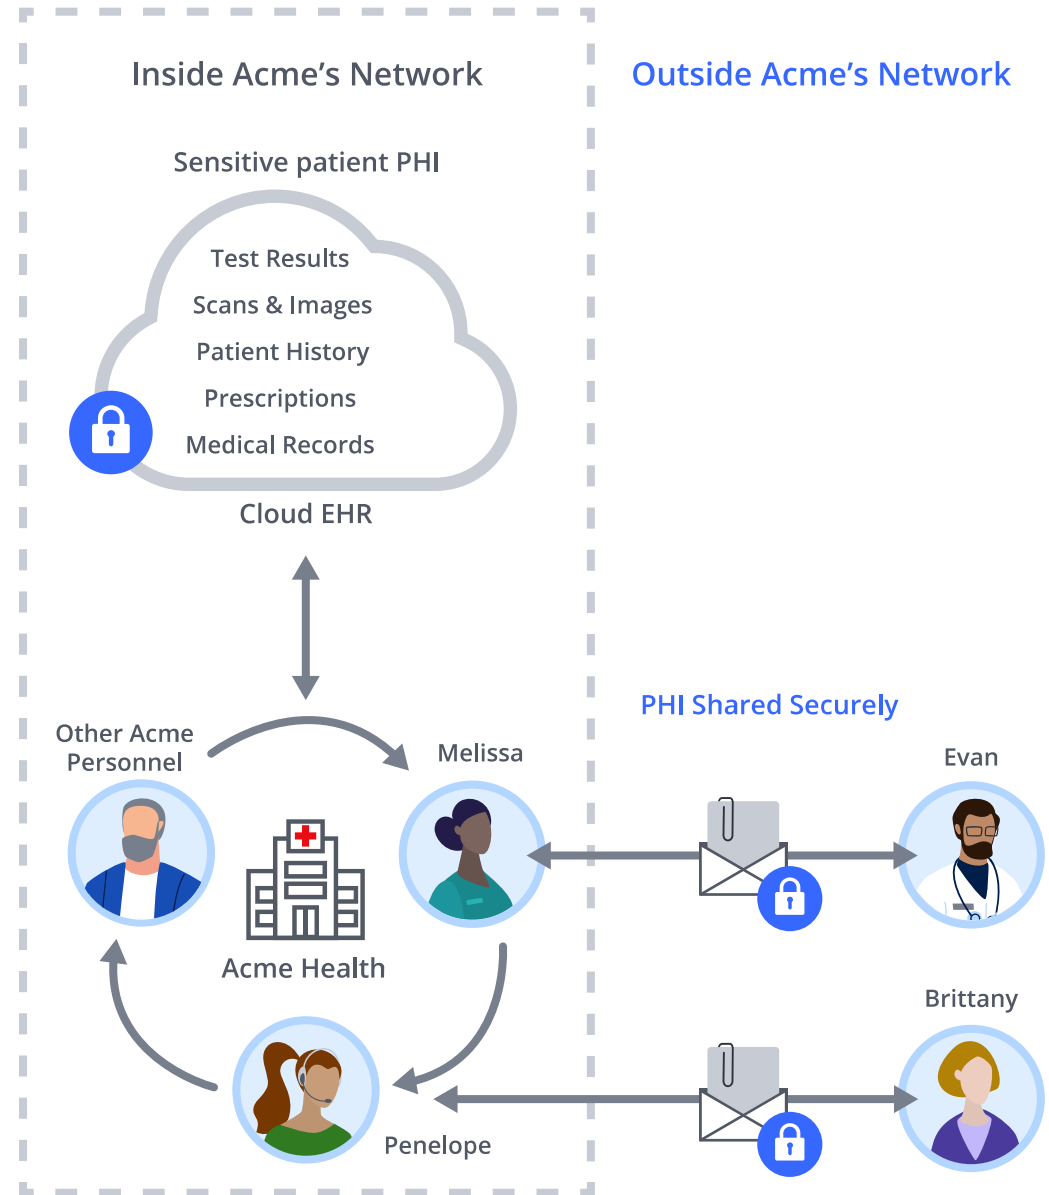 Inside Acme’s Network
Outside Acme’s Network
Sensitive patient PHI
Test Results
Scans & Images
Patient History
Prescriptions
Medical Records
Cloud EHR
PHI Shared Securely
Other Acme
Personnel
Melissa
Evan
Acme Health
Brittany
Penelope